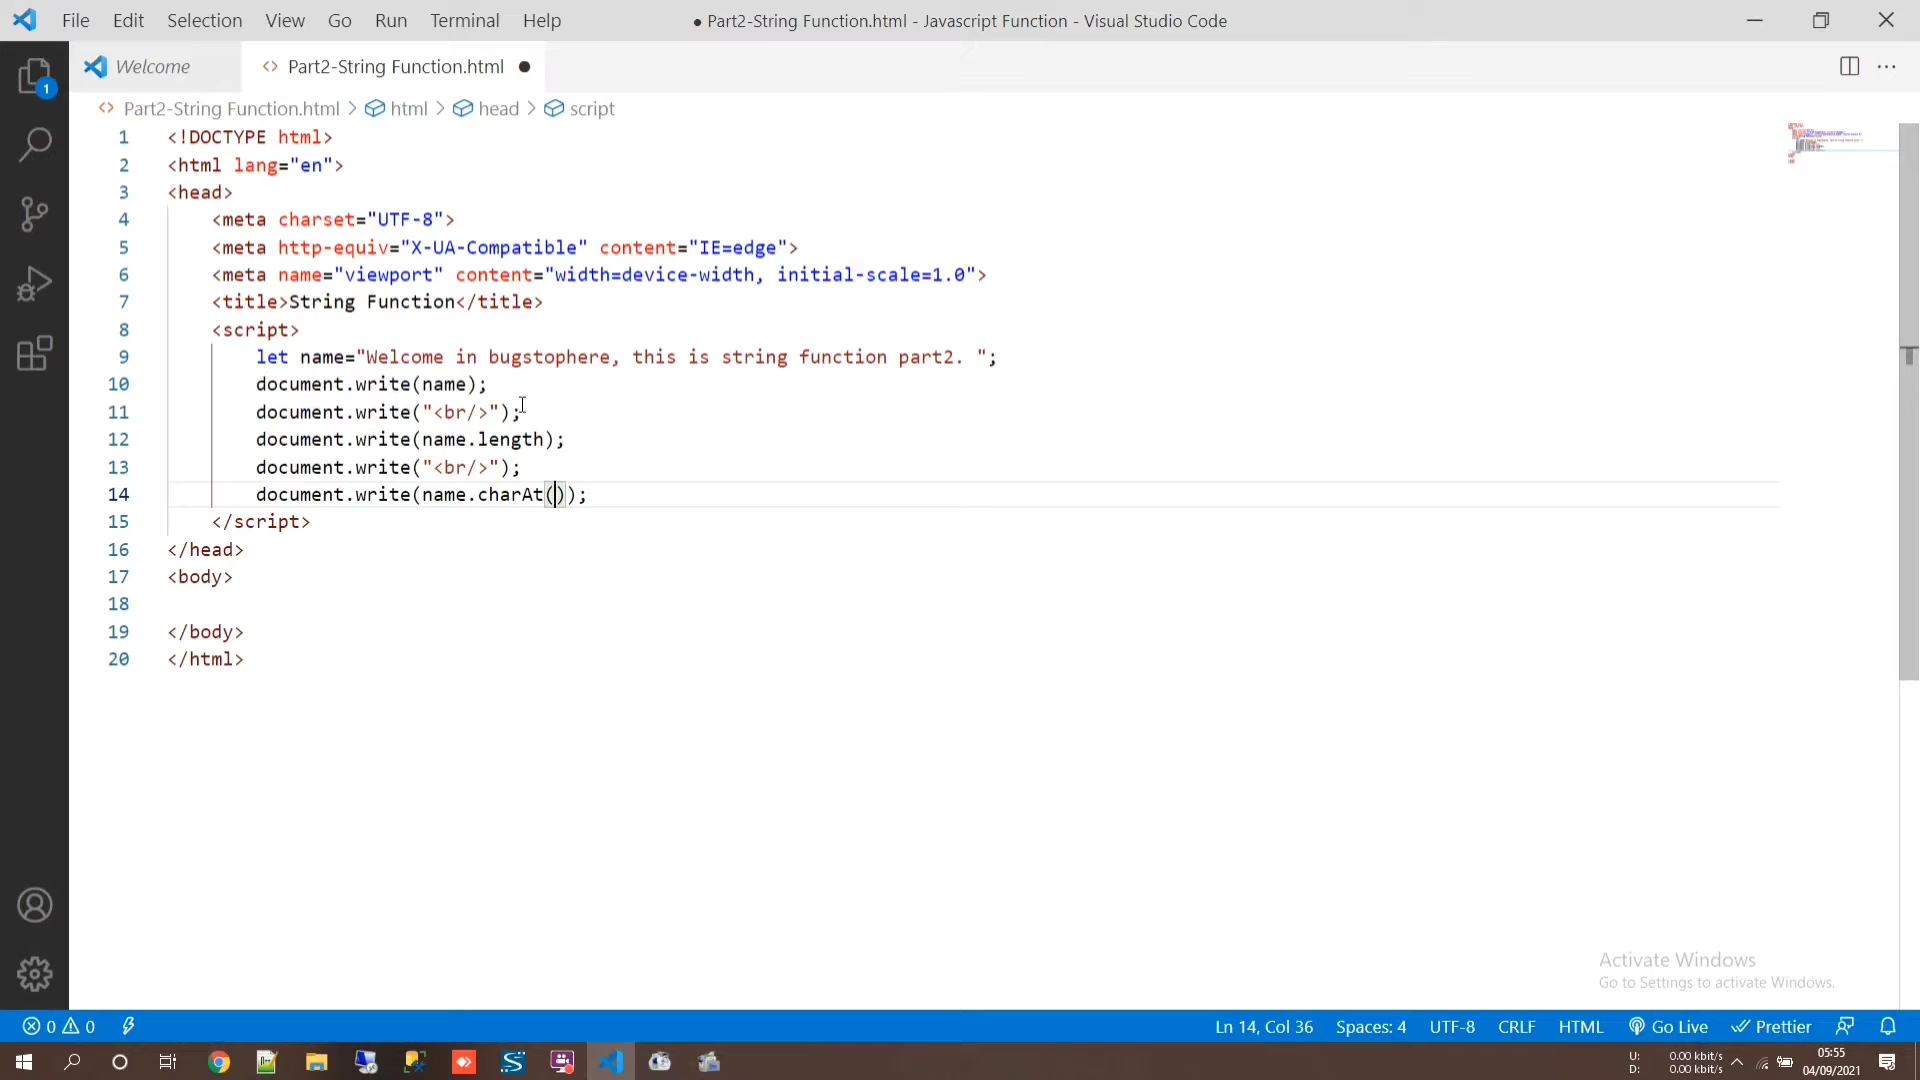 File Edit Selection View Go Run Terminal Help
● Part2-String Function.html - Javascript Function - Visual Studio Code
Welcome
<> Part2-String Function.html ●
1
<> Part2-String Function.html > html > head > script
1 <!DOCTYPE html>
2 <html lang="en">
3 <head>
4 <meta charset="UTF-8">
5 <meta http-equiv="X-UA-Compatible" content="IE=edge">
6 <meta name="viewport" content="width=device-width, initial-scale=1.0">
7 <title>String Function</title>
8 <script>
9 let name="Welcome in bugstophere, this is string function part2. ";
10 document.write(name);
11 document.write("<br/>");
12 document.write(name.length);
13 document.write("<br/>");
14 document.write(name.charAt());
15 </script>
16 </head>
17 <body>
18
19 </body>
20 </html>
Activate Windows
Go to Settings to activate Windows.
0 0 Ln 14, Col 36 Spaces: 4 UTF-8 CRLF HTML Go Live Prettier
U: 0.00 kbit/s
D: 0.00 kbit/s
05:55
04/09/2021